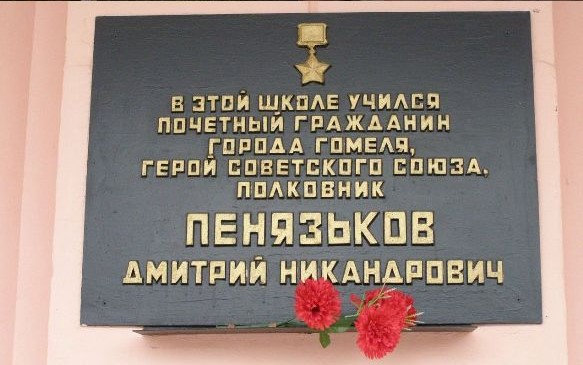 В ЭТОЙ ШКОЛЕ УЧИЛСЯ
ПОЧЕТНЫЙ ГРАЖДАНИН
ГОРОДА ГОМЕЛЯ,
ГЕРОЙ СОВЕТСКОГО СОЮЗА,
ПОЛКОВНИК
ПЕНЯЗЬКОВ
ДМИТРИЙ НИКАНДРОВИЧ